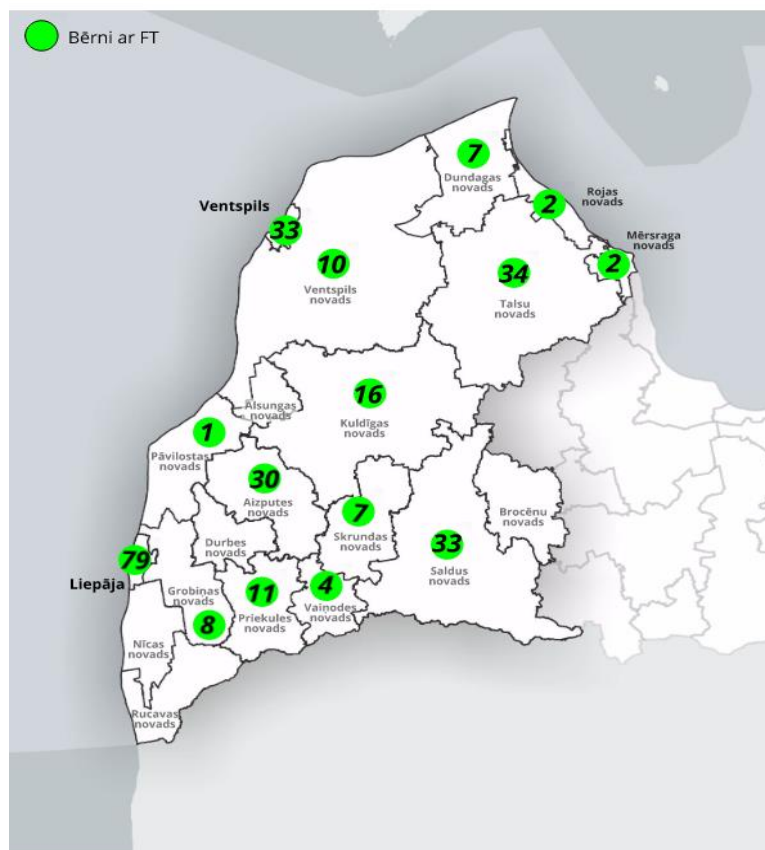 Bērni ar FT
7
Dundagas
novads
2
Rojas
novads
Ventspils
33
Mērsraga
novads
2
10
Ventspils
novads
34
Talsu
novads
16
Kuldīgas
novads
Alsungas
novads
1
Pāvilostas
novads
30
Aizputes
novads
7
Skrundas
novads
Brocēnu
novads
33
Saldus
novads
Durbes
novads
79
Liepāja
Grobiņas
novads
8
11
Priekules
novads
4
Vaiņodes
novads
Nīcas
novads
Rucavas
novads